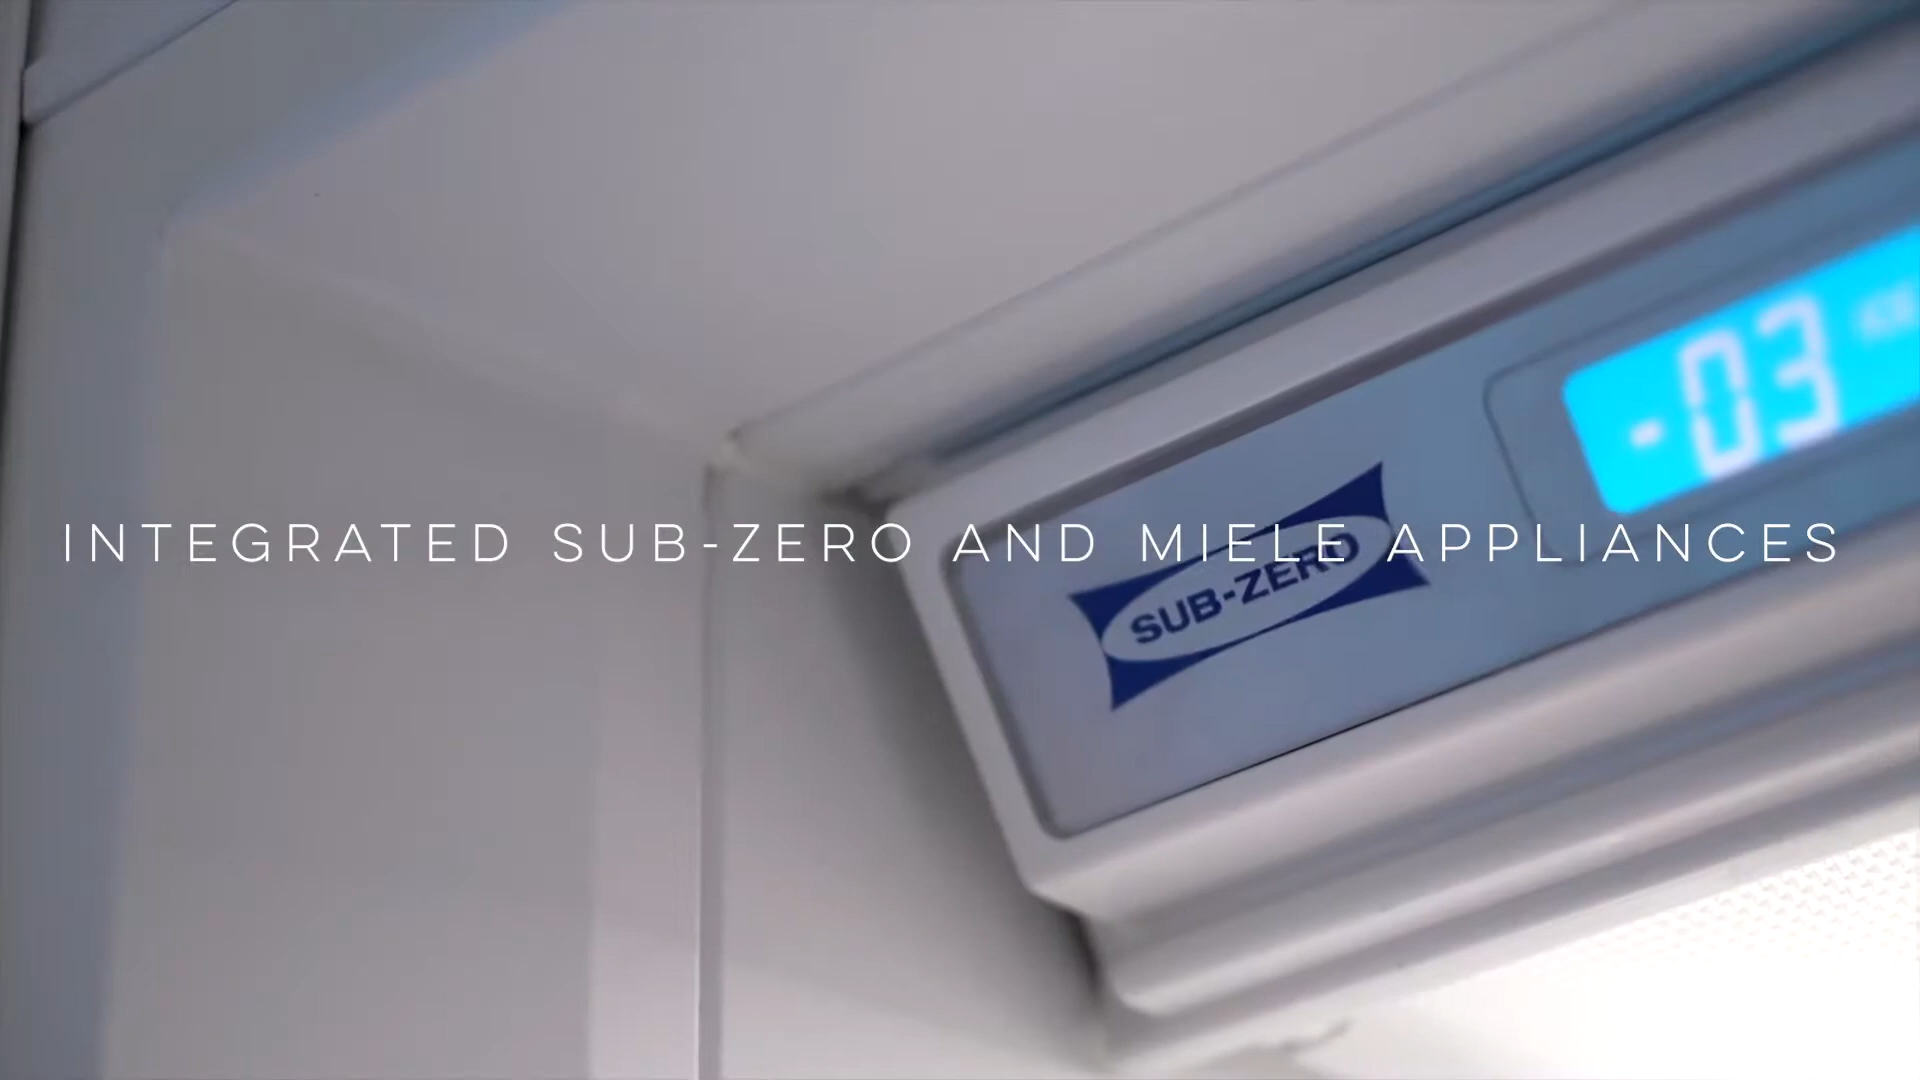 -03
INTEGRATED SUB-ZERO AND MIELE APPLIANCES
SUB-ZERO